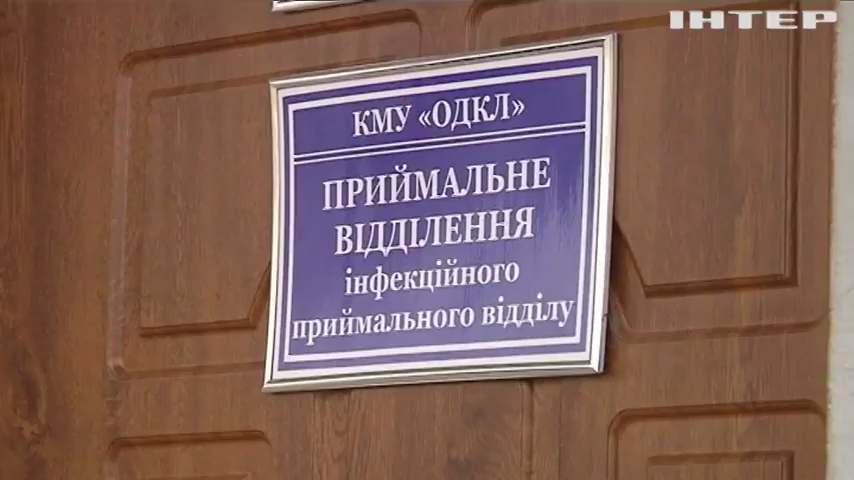 ІНТЕР
КМУ «ОДКЛ»
ПРИЙМАЛЬНЕ
ВІДДІЛЕННЯ
інфекційного
приймального відділу